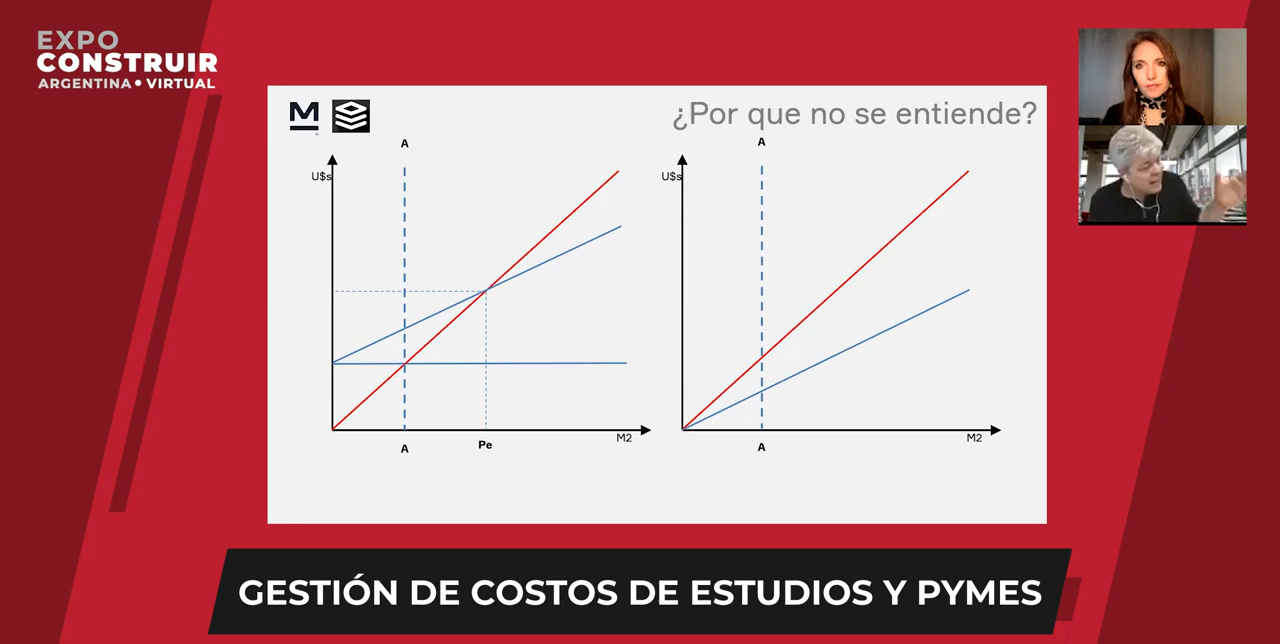 EXPO
CONSTRUIR
ARGENTINA • VIRTUAL
M
¿Por que no se entiende?
A
U$s
A
Pe
M2
A
U$s
A
M2
GESTIÓN DE COSTOS DE ESTUDIOS Y PYMES